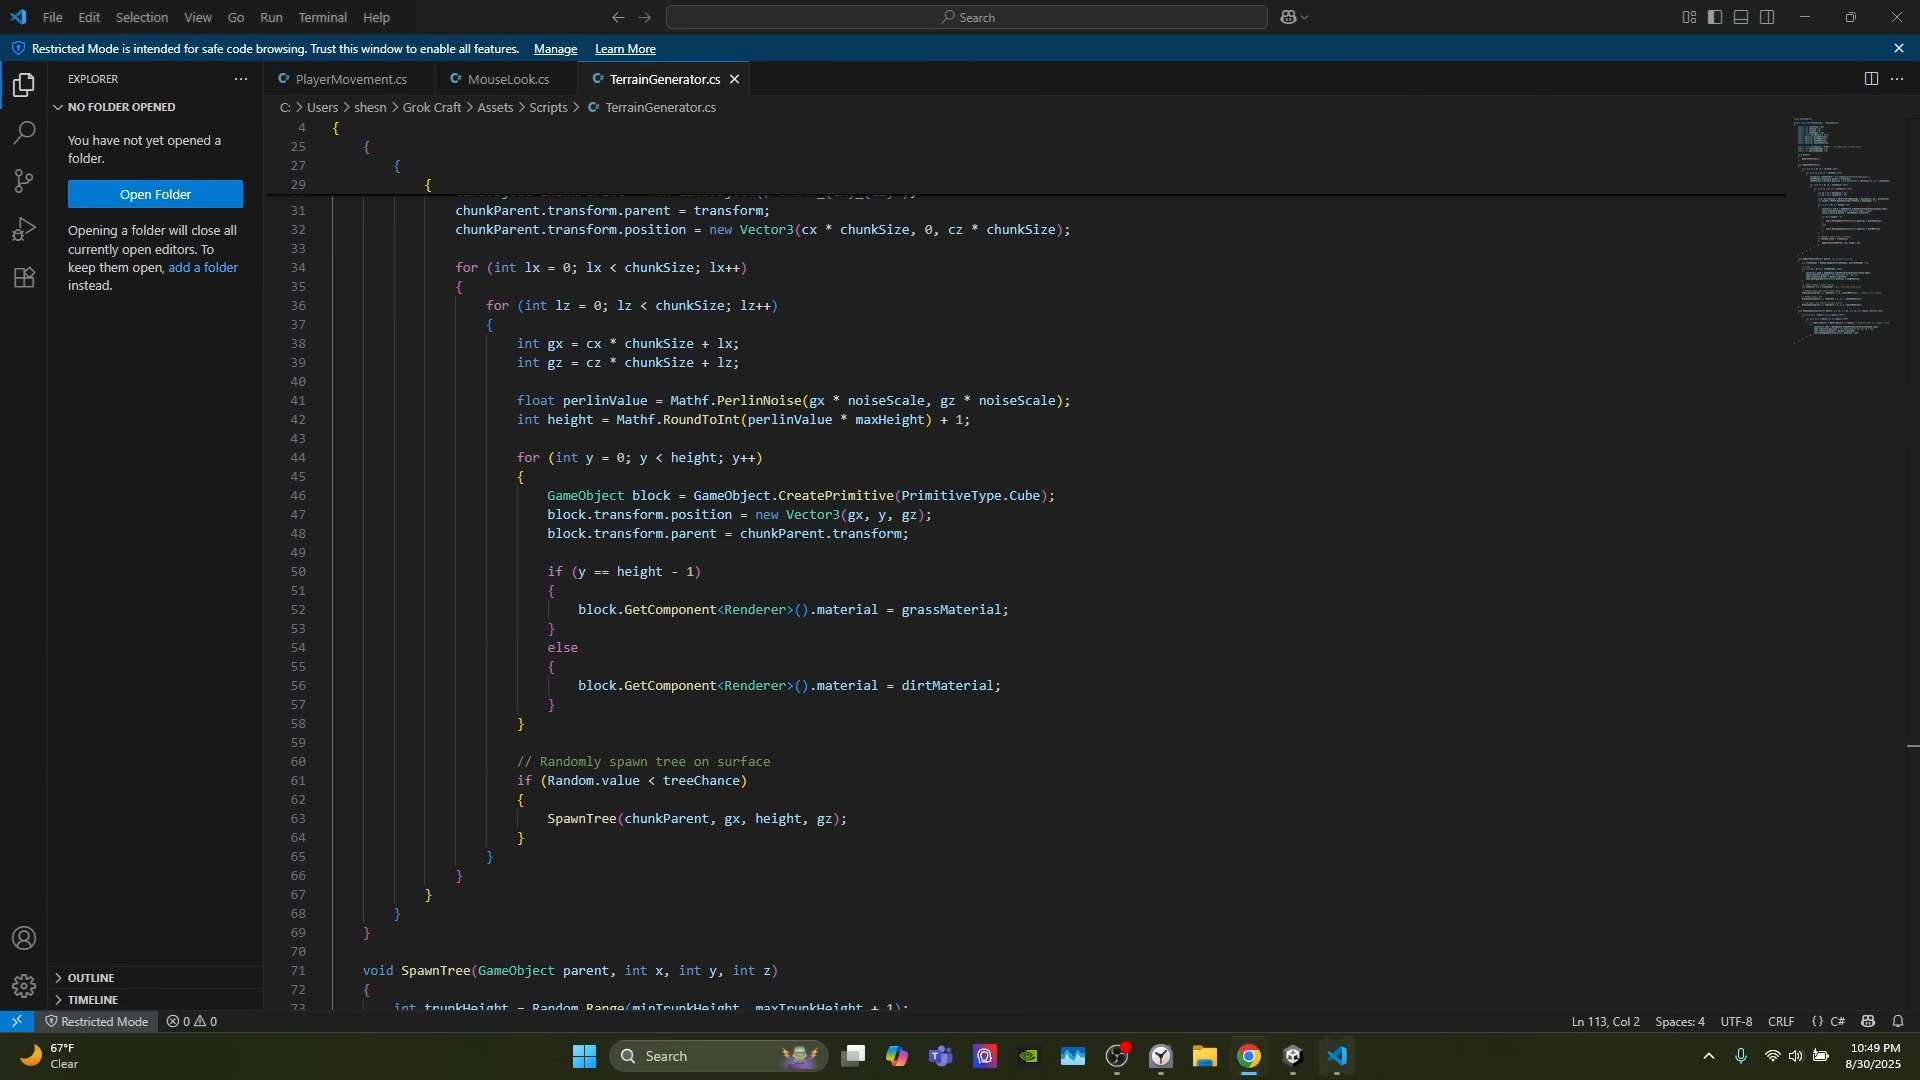 File Edit Selection View Go Run Terminal Help
Search
Restricted Mode is intended for safe code browsing. Trust this window to enable all features. Manage Learn More
EXPLORER
NO FOLDER OPENED
You have not yet opened a
folder.
Open Folder
Opening a folder will close all
currently open editors. To
keep them open, add a folder
instead.
OUTLINE
TIMELINE
PlayerMovement.cs
MouseLook.cs
TerrainGenerator.cs
C: > Users > shesn > Grok Craft > Assets > Scripts > TerrainGenerator.cs
4 {
25 {
27 {
29 {
31 chunkParent.transform.parent = transform;
32 chunkParent.transform.position = new Vector3(cx * chunkSize, 0, cz * chunkSize);
33
34 for (int lx = 0; lx < chunkSize; lx++)
35 {
36 for (int lz = 0; lz < chunkSize; lz++)
37 {
38 int gx = cx * chunkSize + lx;
39 int gz = cz * chunkSize + lz;
40
41 float perlinValue = Mathf.PerlinNoise(gx * noiseScale, gz * noiseScale);
42 int height = Mathf.RoundToInt(perlinValue * maxHeight) + 1;
43
44 for (int y = 0; y < height; y++)
45 {
46 GameObject block = GameObject.CreatePrimitive(PrimitiveType.Cube);
47 block.transform.position = new Vector3(gx, y, gz);
48 block.transform.parent = chunkParent.transform;
49
50 if (y == height - 1)
51 {
52 block.GetComponent<Renderer>().material = grassMaterial;
53 }
54 else
55 {
56 block.GetComponent<Renderer>().material = dirtMaterial;
57 }
58 }
59
60 // Randomly spawn tree on surface
61 if (Random.value < treeChance)
62 {
63 SpawnTree(chunkParent, gx, height, gz);
64 }
65 }
66 }
67 }
68 }
69 }
70
71 void SpawnTree(GameObject parent, int x, int y, int z)
72 {
73 int trunkHeight = Random.Range(minTrunkHeight, maxTrunkHeight + 1);
Restricted Mode 0 0
Ln 113, Col 2 Spaces: 4 UTF-8 CRLF {} C#
67°F
Clear
Search
10:49 PM
8/30/2025